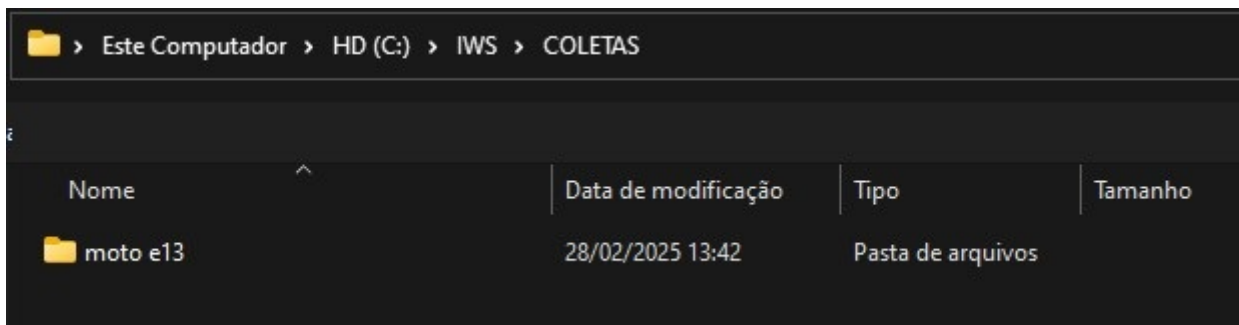 Este Computador > HD (C:) > IWS > COLETAS
Nome Data de modificação Tipo Tamanho
moto e13 28/02/2025 13:42 Pasta de arquivos